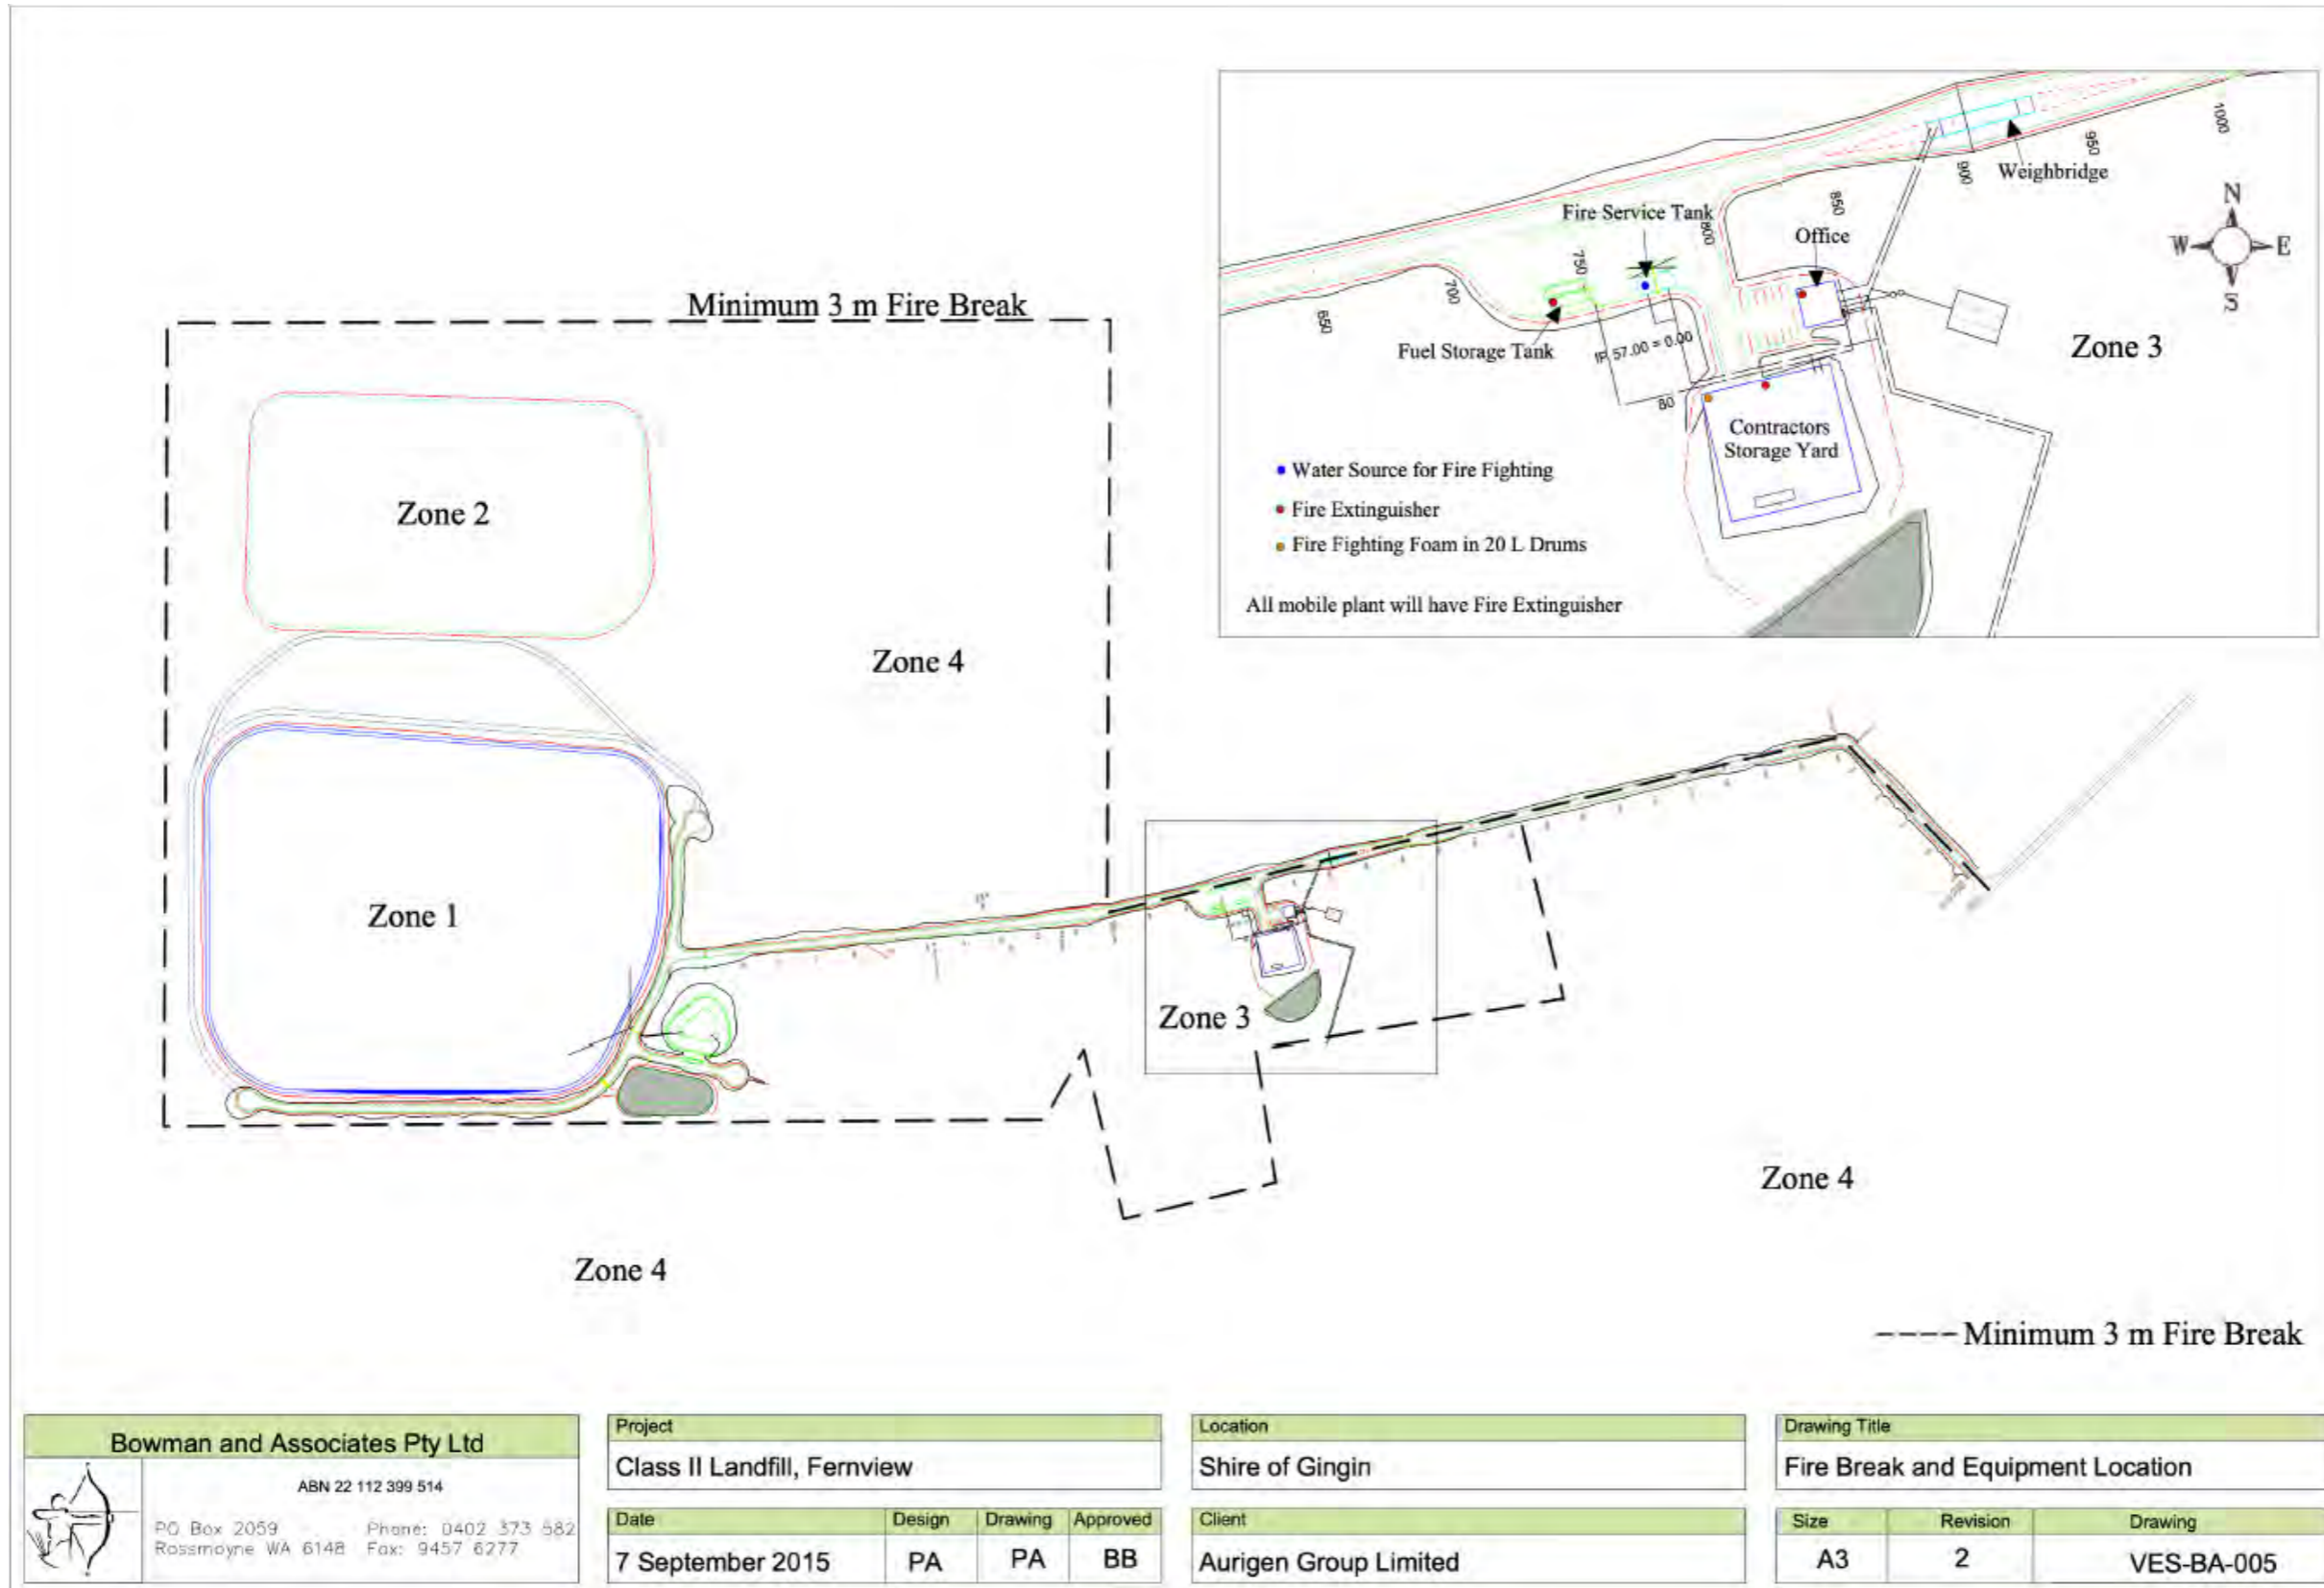 Minimum 3 m Fire Break
Zone 2
Zone 4
Zone 1
Zone 3
Zone 4
Zone 4
Fire Service Tank
Weighbridge
Office
Fuel Storage Tank
IP 57.00 = 0.00
Contractors
Storage Yard
Zone 3
650
700
750
800
850
900
950
1000
80
N
W
E
S
Water Source for Fire Fighting
Fire Extinguisher
Fire Fighting Foam in 20 L Drums
All mobile plant will have Fire Extinguisher
Minimum 3 m Fire Break
Bowman and Associates Pty Ltd
ABN 22 112 399 514
PO Box 2059 Phone: 0402 373 582
Rossmoyne WA 6148 Fax: 9457 6277
Project
Class II Landfill, Fernview
Date Design Drawing Approved
7 September 2015 PA PA BB
Location
Shire of Gingin
Client
Aurigen Group Limited
Drawing Title
Fire Break and Equipment Location
Size Revision Drawing
A3 2 VES-BA-005